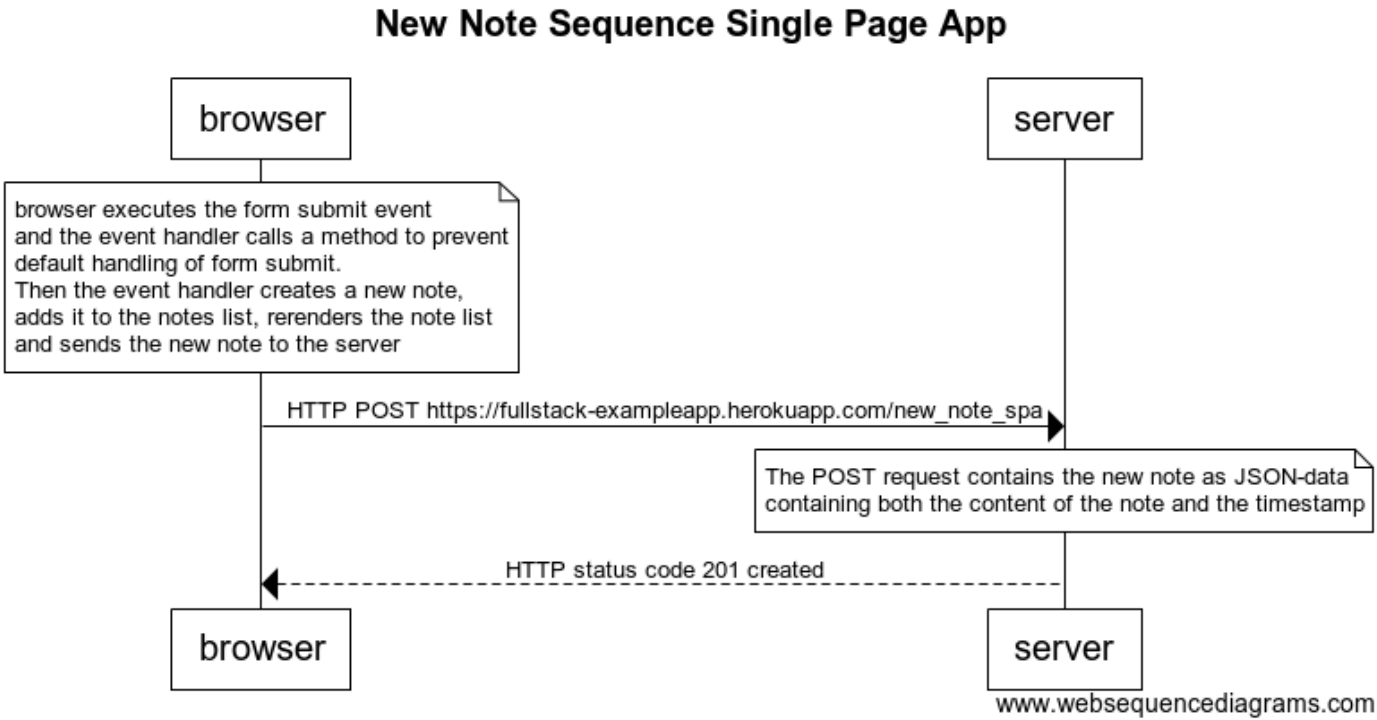 New Note Sequence Single Page App
browser
server
browser executes the form submit event
and the event handler calls a method to prevent
default handling of form submit.
Then the event handler creates a new note,
adds it to the notes list, rerenders the note list
and sends the new note to the server
HTTP POST https://fullstack-exampleapp.herokuapp.com/new_note_spa
The POST request contains the new note as JSON-data
containing both the content of the note and the timestamp
HTTP status code 201 created
browser
server
www.websequencediagrams.com